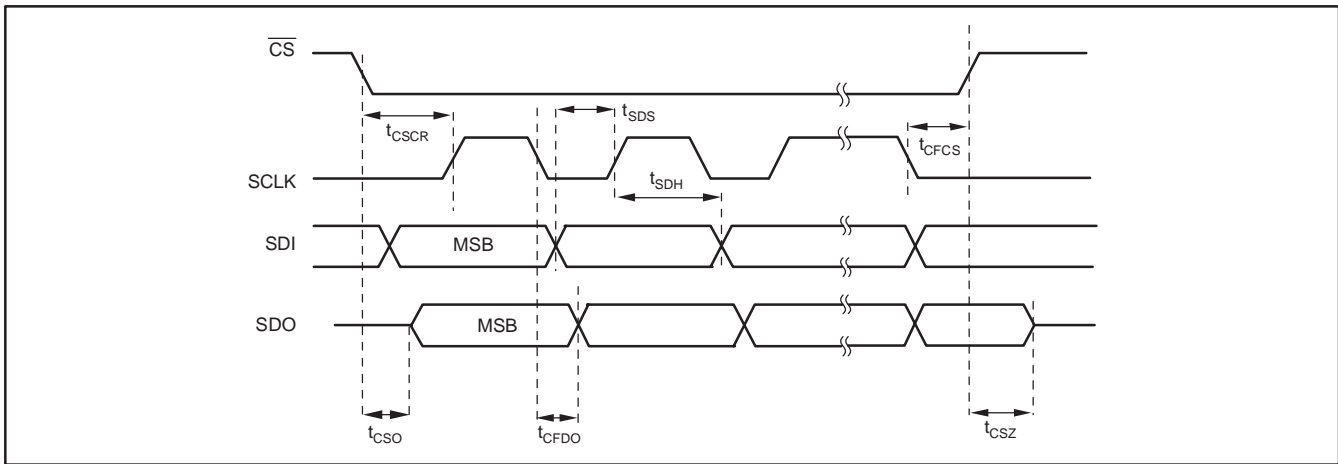 CS
tSDS
tCSCR
tCFCS
SCLK
tSDH
SDI
MSB
SDO
MSB
tCSO
tCFDO
tCSZ